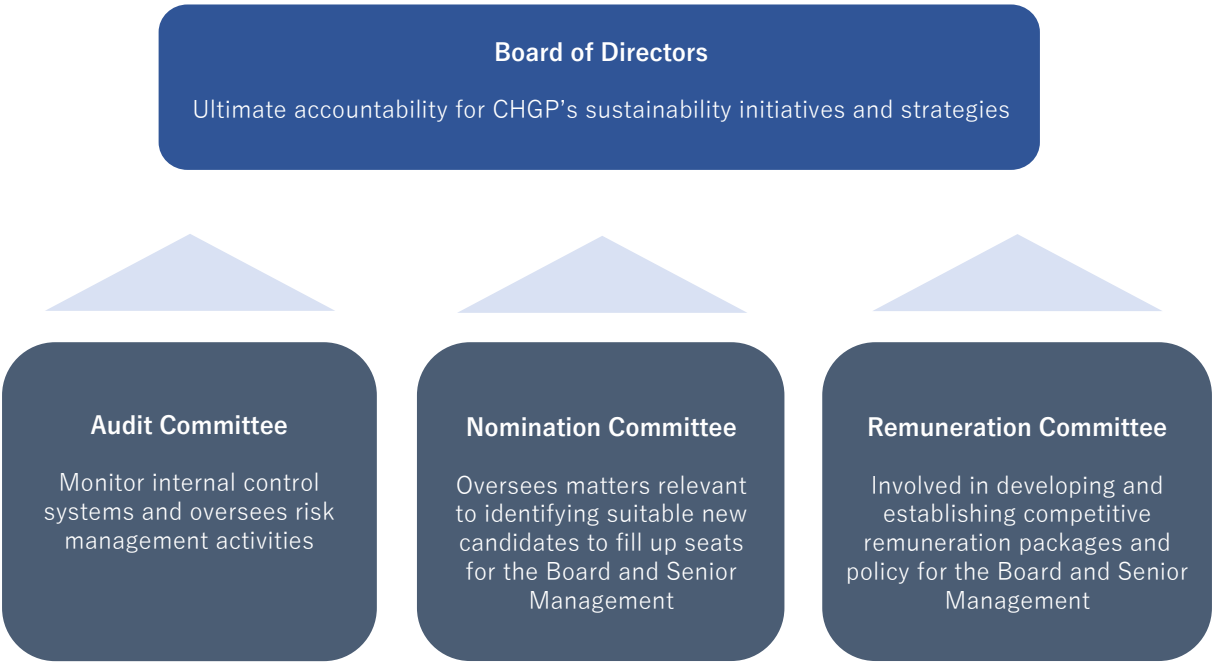 Board of Directors
Ultimate accountability for CHGP’s sustainability initiatives and strategies
Audit Committee
Monitor internal control
systems and oversees risk
management activities
Nomination Committee
Oversees matters relevant
to identifying suitable new
candidates to fill up seats
for the Board and Senior
Management
Remuneration Committee
Involved in developing and
establishing competitive
remuneration packages and
policy for the Board and Senior
Management